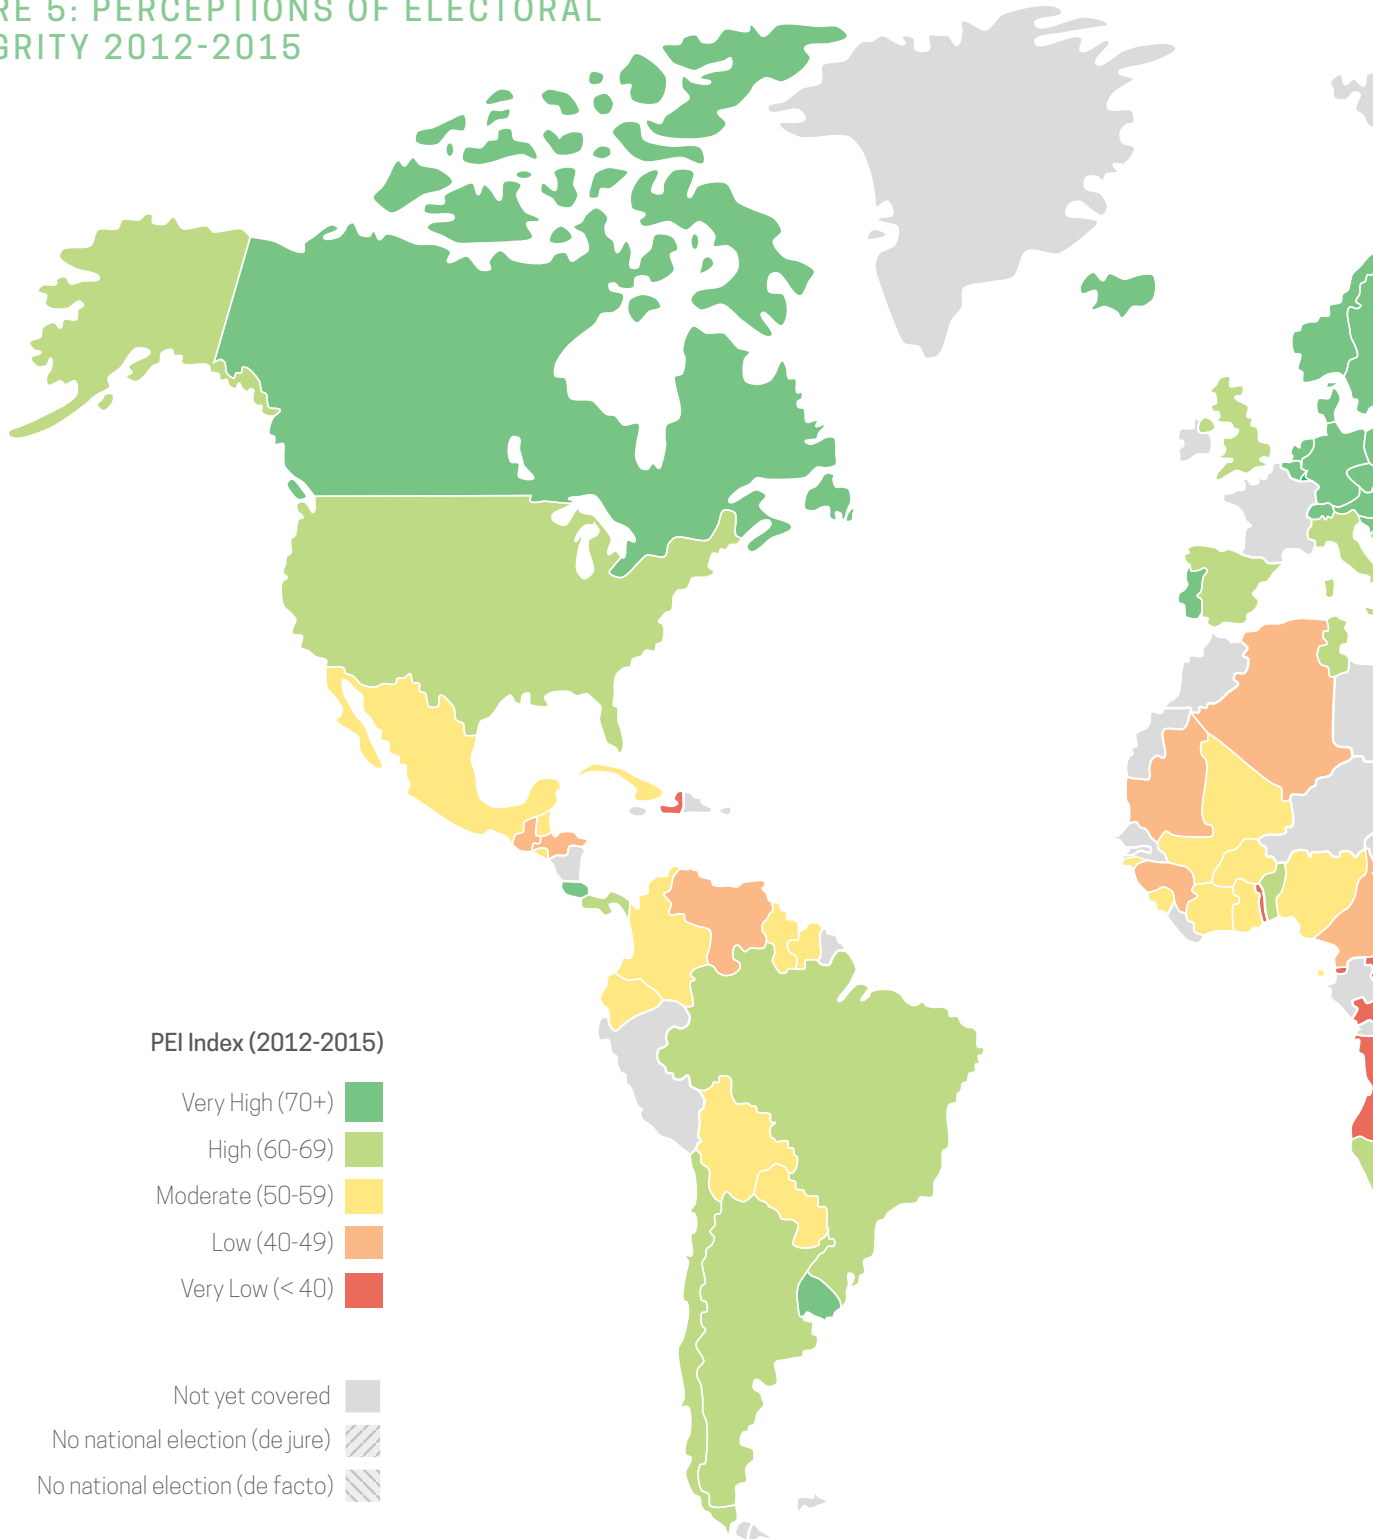 RE 5: PERCEPTIONS OF ELECTORAL
GRITY 2012-2015
PEI Index (2012-2015)
Very High (70+)
High (60-69)
Moderate (50-59)
Low (40-49)
Very Low (< 40)
Not yet covered
No national election (de jure)
No national election (de facto)